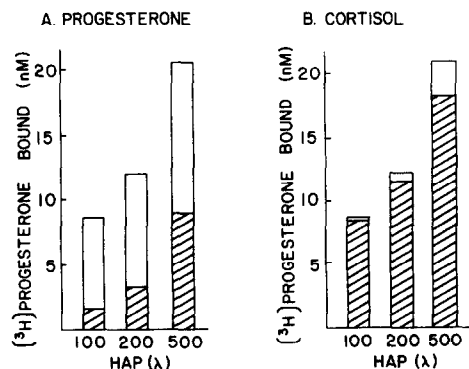 A. PROGESTERONE
(³H)PROGESTERONE BOUND (nM)
20
15
10
5
100 200 500
HAP (λ)
B. CORTISOL
(³H)PROGESTERONE BOUND (nM)
20
15
10
5
100 200 500
HAP (λ)